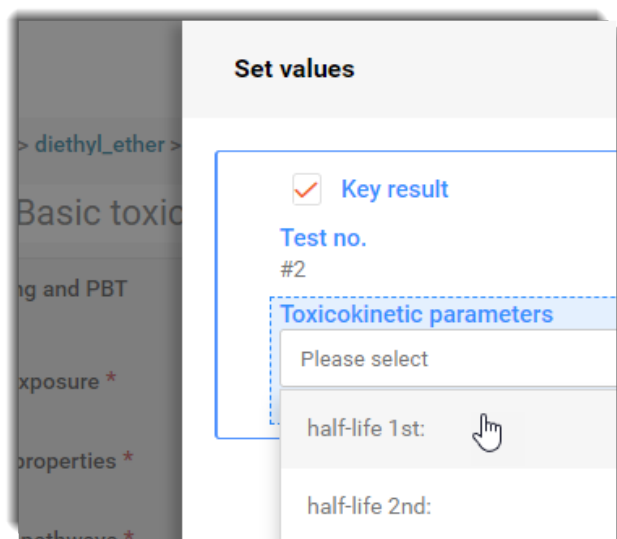 Set values
> diethyl_ether >
Basic toxic
Key result
Test no.
#2
ng and PBT
Toxicokinetic parameters
Please select
xposure *
half-life 1st:
properties *
half-life 2nd:
pathways *